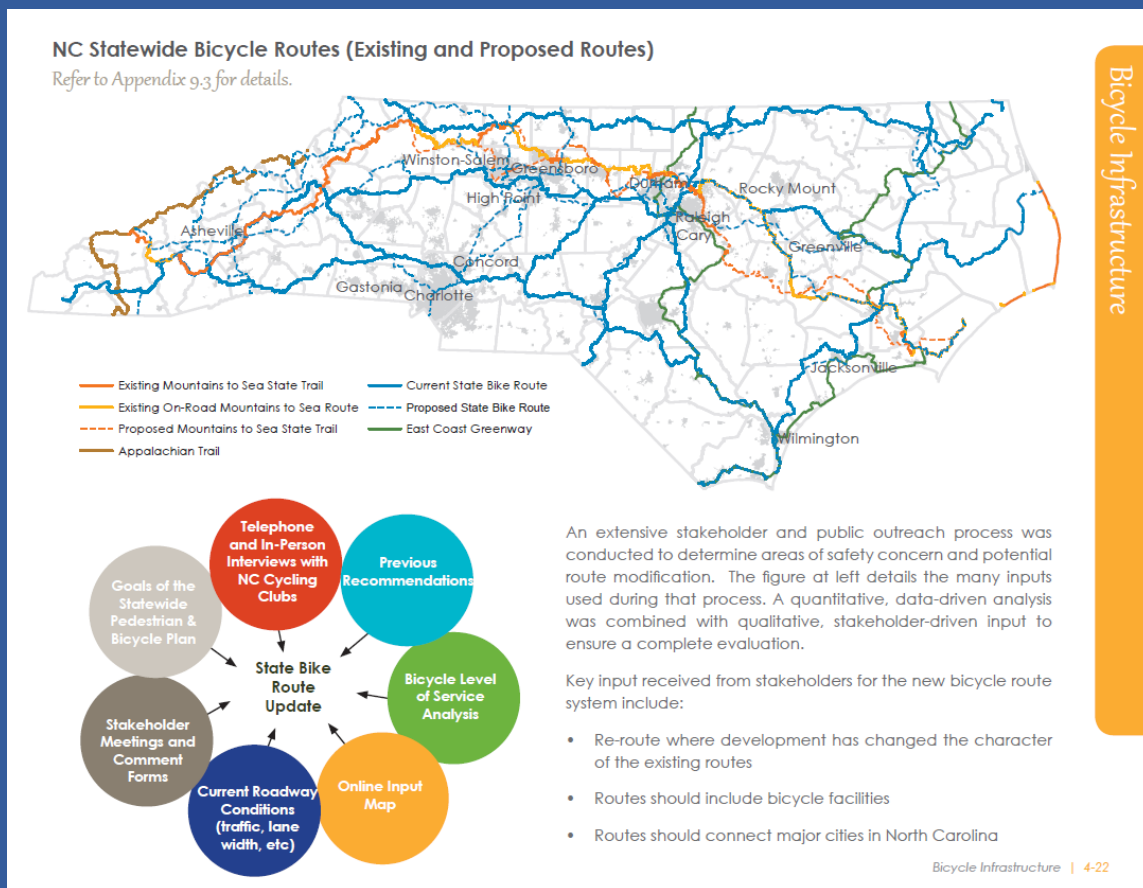 NC Statewide Bicycle Routes (Existing and Proposed Routes)
Refer to Appendix 9.3 for details.
Bicycle Infrastructure
Winston-Salem
Greensboro
High Point
Durham
Rocky Mount
Raleigh
Cary
Asheville
Greenville
Concord
Gastonia
Charlotte
Jacksonville
Wilmington
Existing Mountains to Sea State Trail
Existing On-Road Mountains to Sea Route
Proposed Mountains to Sea State Trail
Appalachian Trail
Current State Bike Route
Proposed State Bike Route
East Coast Greenway
Telephone
and In-Person
Interviews with
NC Cycling
Clubs
Previous
Recommendations
Goals of the
Statewide
Pedestrian &
Bicycle Plan
State Bike
Route
Update
Bicycle Level
of Service
Analysis
Stakeholder
Meetings and
Comment
Forms
Current Roadway
Conditions
(traffic, lane
width, etc)
Online Input
Map
An extensive stakeholder and public outreach process was
conducted to determine areas of safety concern and potential
route modification. The figure at left details the many inputs
used during that process. A quantitative, data-driven analysis
was combined with qualitative, stakeholder-driven input to
ensure a complete evaluation.
Key input received from stakeholders for the new bicycle route
system include:
• Re-route where development has changed the character
of the existing routes
• Routes should include bicycle facilities
• Routes should connect major cities in North Carolina
Bicycle Infrastructure | 4-22